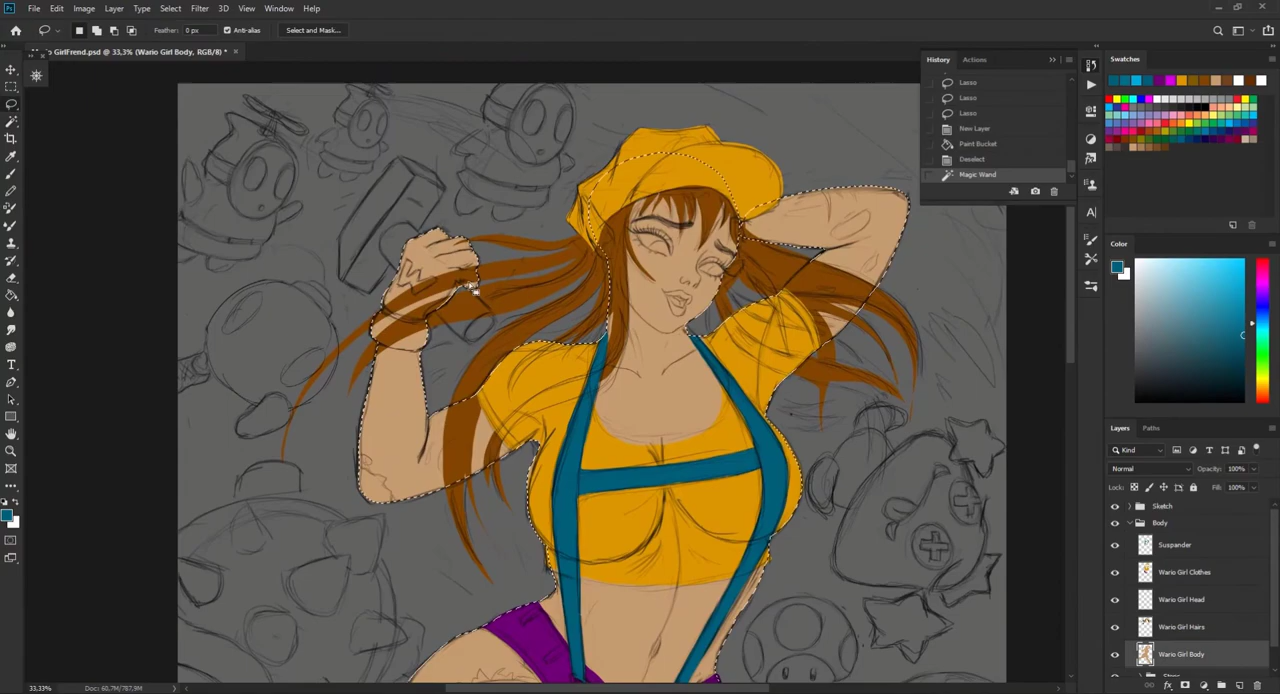 Ps File Edit Image Layer Type Select Filter 3D View Window Help
Feather: 0 px Anti-alias Select and Mask...
GirlFrend.psd @ 33,3% (Wario Girl Body, RGB/8) *
History Actions
Lasso
Lasso
Lasso
New Layer
Paint Bucket
Deselect
Magic Wand
Swatches
Color
Layers Paths
Kind
Normal Opacity: 100%
Lock: Fill: 100%
Sketch
Body
Suspander
Wario Girl Clothes
Wario Girl Head
Wario Girl Hairs
Wario Girl Body
33,33% Doc: 60,7M/787,9M